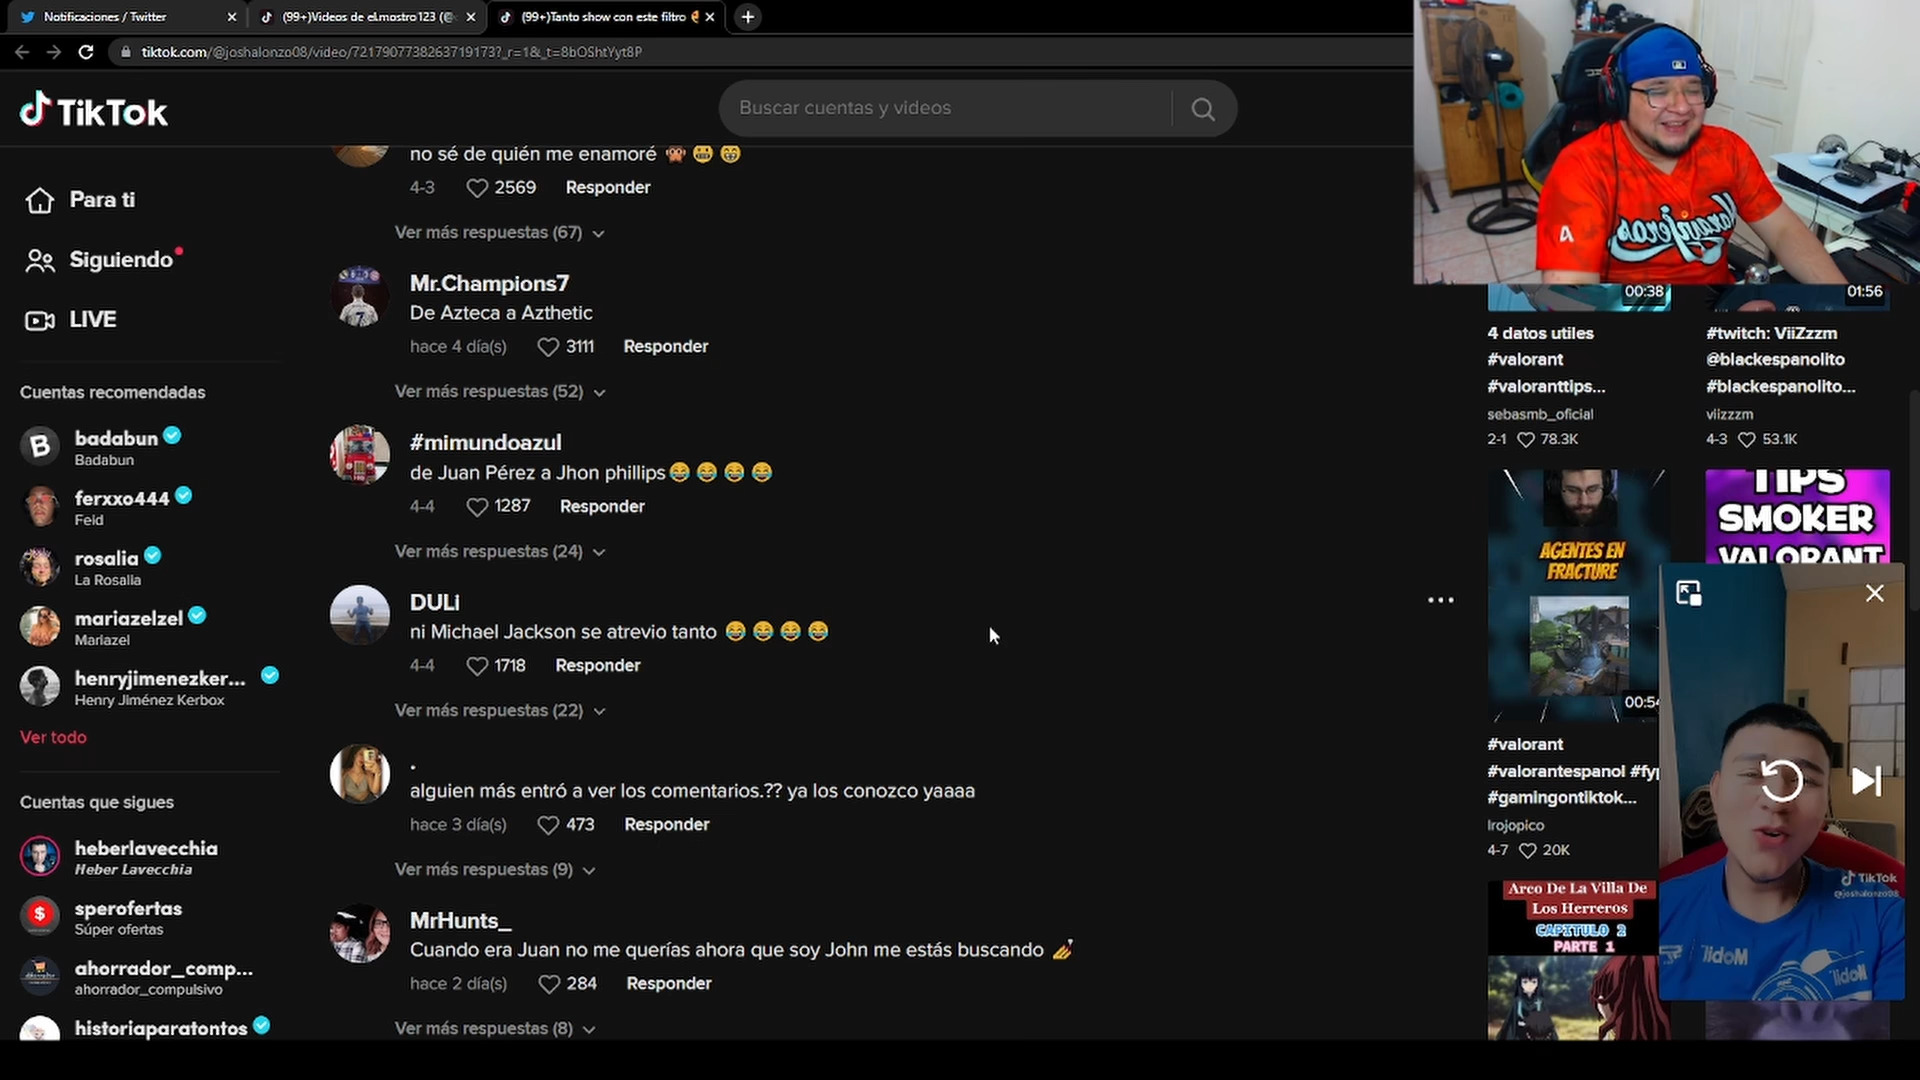 Notificaciones / Twitter
(99+)Videos de elmostro123 (@
(99+)Tanto show con este filtro
tiktok.com/@joshalonzo08/video/7217907738263719173?_r=1&_t=8bOShtYyt8P
TikTok
Buscar cuentas y videos
Para ti
Siguiendo
LIVE
Cuentas recomendadas
badabun
Badabun
ferxxo444
Feid
rosalia
La Rosalia
mariazelzel
Mariazel
henryjimenezker...
Henry Jiménez Kerbox
Ver todo
Cuentas que sigues
heberlavecchia
Heber Lavecchia
sperofertas
Súper ofertas
ahorrador_comp...
ahorrador_compulsivo
historiaparatontos
no sé de quién me enamoré 🙊😬😁
4-3 2569 Responder
Ver más respuestas (67)
Mr.Champions7
De Azteca a Azthetic
hace 4 día(s) 3111 Responder
Ver más respuestas (52)
#mimundoazul
de Juan Pérez a Jhon phillips😂😂😂😂
4-4 1287 Responder
Ver más respuestas (24)
DULi
ni Michael Jackson se atrevio tanto 😂😂😂😂
4-4 1718 Responder
Ver más respuestas (22)
.
alguien más entró a ver los comentarios.?? ya los conozco yaaaa
hace 3 día(s) 473 Responder
Ver más respuestas (9)
MrHunts_
Cuando era Juan no me querías ahora que soy John me estás buscando 💅
hace 2 día(s) 284 Responder
Ver más respuestas (8)
Naranjeros
00:38
4 datos utiles
#valorant
#valoranttips...
sebasmb_oficial
2-1 78.3K
01:56
#twitch: ViiZzzm
@blackespanolito
#blackespanolito...
viizzzm
4-3 53.1K
AGENTES EN
FRACTURE
00:54
#valorant
#valorantespanol #fyp
#gamingontiktok...
lrojopico
4-7 20K
TIPS
SMOKER
VALORANT
Arco De La Villa De
Los Herreros
CAPITULO 2
PARTE 1
TikTok
@joshalonzo08